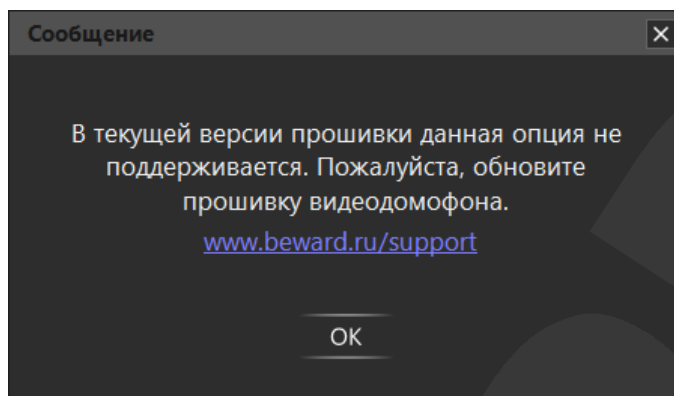 Сообщение
В текущей версии прошивки данная опция не
поддерживается. Пожалуйста, обновите
прошивку видеодомофона.
www.beward.ru/support
OK